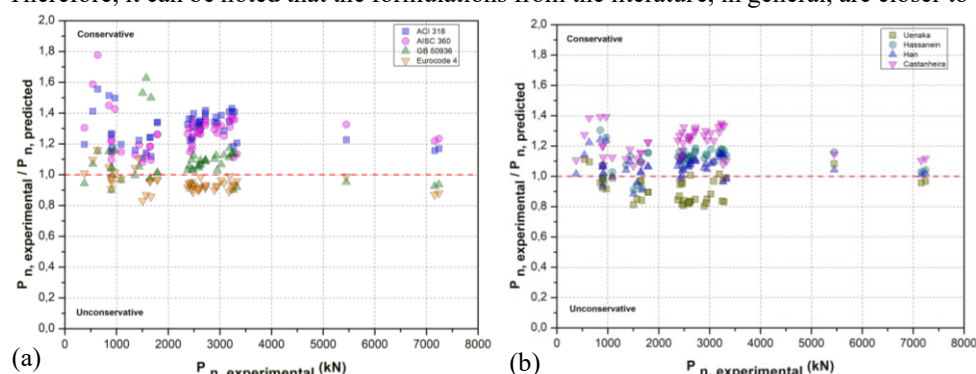 Therefore, it can be noted that the formulations from the literature, in general, are closer to
2,0
1,8
1,6
1,4
1,2
1,0
0,8
0,6
0,4
0,2
0,0
P n, experimental / P n, predicted
Conservative
ACI 318
AISC 360
GB 50936
Eurocode 4
Unconservative
0 1000 2000 3000 4000 5000 6000 7000 8000
(a)
P n, experimental (kN)
2,0
1,8
1,6
1,4
1,2
1,0
0,8
0,6
0,4
0,2
0,0
P n, experimental / P n, predicted
Conservative
Uenaka
Hassanein
Han
Castanheira
Unconservative
0 1000 2000 3000 4000 5000 6000 7000 8000
(b)
P n, experimental (kN)